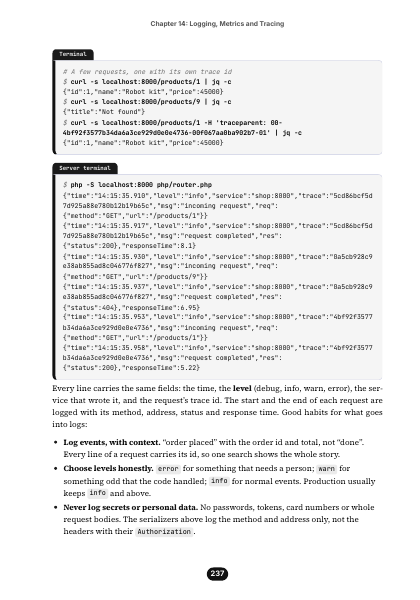 Chapter 14: Logging, Metrics and Tracing
Terminal
# A few requests, one with its own trace id
$ curl -s localhost:8000/products/1 | jq -c
{"id":1,"name":"Robot kit","price":45000}
$ curl -s localhost:8000/products/9 | jq -c
{"title":"Not found"}
$ curl -s localhost:8000/products/1 -H 'traceparent: 00-
4bf92f3577b34da6a3ce929d0e0e4736-00f067aa0ba902b7-01' | jq -c
{"id":1,"name":"Robot kit","price":45000}
Server terminal
$ php -S localhost:8000 php/router.php
{"time":"14:15:35.910","level":"info","service":"shop:8000","trace":"5cd86bcf5d
7d925a88e780b12b19b65c","msg":"incoming request","req":
{"method":"GET","url":"/products/1"}}
{"time":"14:15:35.917","level":"info","service":"shop:8000","trace":"5cd86bcf5d
7d925a88e780b12b19b65c","msg":"request completed","res":
{"status":200},"responseTime":8.1}
{"time":"14:15:35.930","level":"info","service":"shop:8000","trace":"0a5cb928c9
e38ab855ad8c046776f827","msg":"incoming request","req":
{"method":"GET","url":"/products/9"}}
{"time":"14:15:35.937","level":"info","service":"shop:8000","trace":"0a5cb928c9
e38ab855ad8c046776f827","msg":"request completed","res":
{"status":404},"responseTime":6.95}
{"time":"14:15:35.953","level":"info","service":"shop:8000","trace":"4bf92f3577
b34da6a3ce929d0e0e4736","msg":"incoming request","req":
{"method":"GET","url":"/products/1"}}
{"time":"14:15:35.958","level":"info","service":"shop:8000","trace":"4bf92f3577
b34da6a3ce929d0e0e4736","msg":"request completed","res":
{"status":200},"responseTime":5.22}
Every line carries the same fields: the time, the level (debug, info, warn, error), the ser-
vice that wrote it, and the request's trace id. The start and the end of each request are
logged with its method, address, status and response time. Good habits for what goes
into logs:
• Log events, with context. “order placed” with the order id and total, not “done”.
Every line of a request carries its id, so one search shows the whole story.
• Choose levels honestly. error for something that needs a person; warn for
something odd that the code handled; info for normal events. Production usually
keeps info and above.
• Never log secrets or personal data. No passwords, tokens, card numbers or whole
request bodies. The serializers above log the method and address only, not the
headers with their Authorization.
237